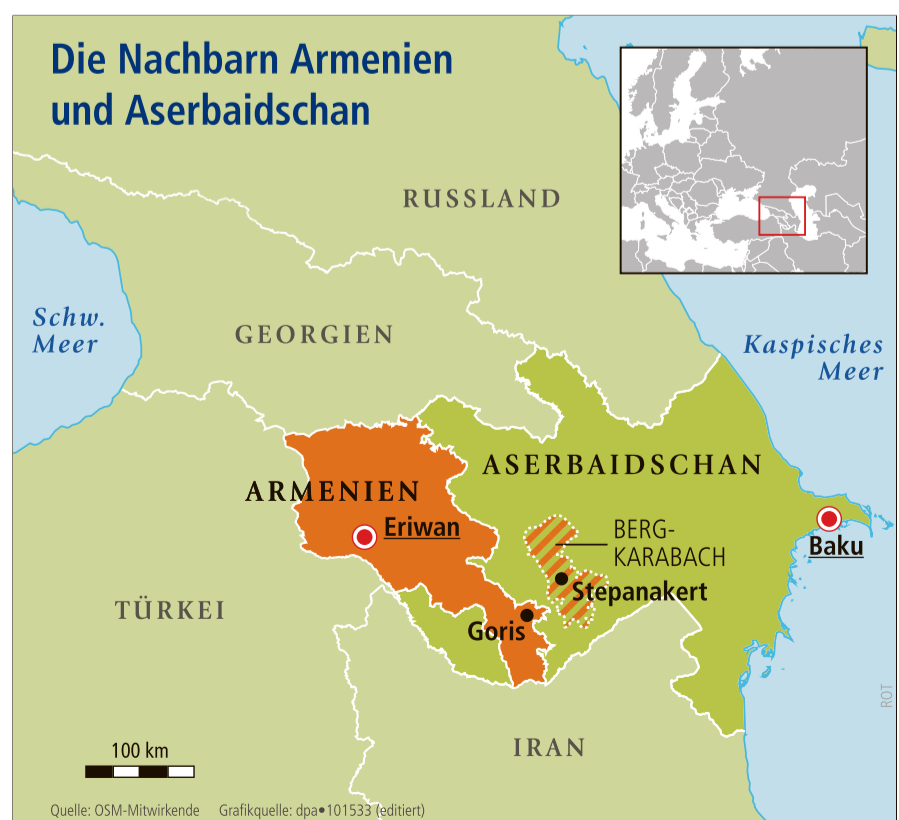 Die Nachbarn Armenien
und Aserbaidschan
RUSSLAND
Schw.
Meer
GEORGIEN
Kaspisches
Meer
ASERBAIDSCHAN
ARMENIEN
Eriwan
BERG-
KARABACH
Baku
Stepanakert
TÜRKEI
Goris
IRAN
100 km
ROT
Quelle: OSM-Mitwirkende Grafikquelle: dpa•101533 (editiert)